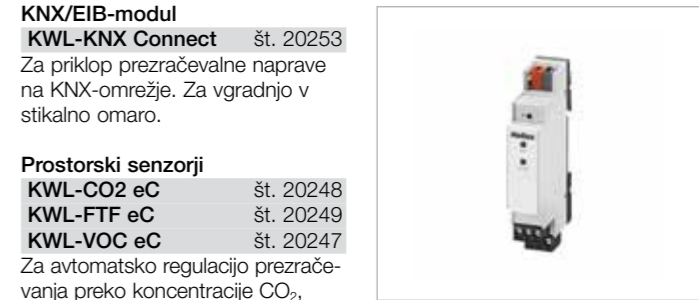 KNX/EIB-modul
KWL-KNX Connect št. 20253
Za priklop prezračevalne naprave
na KNX-omrežje. Za vgradnjo v
stikalno omaro.
Prostorski senzorji
KWL-CO2 eC št. 20248
KWL-FTF eC št. 20249
KWL-VOC eC št. 20247
Za avtomatsko regulacijo prezrače-
vanja preko koncentracije CO₂,